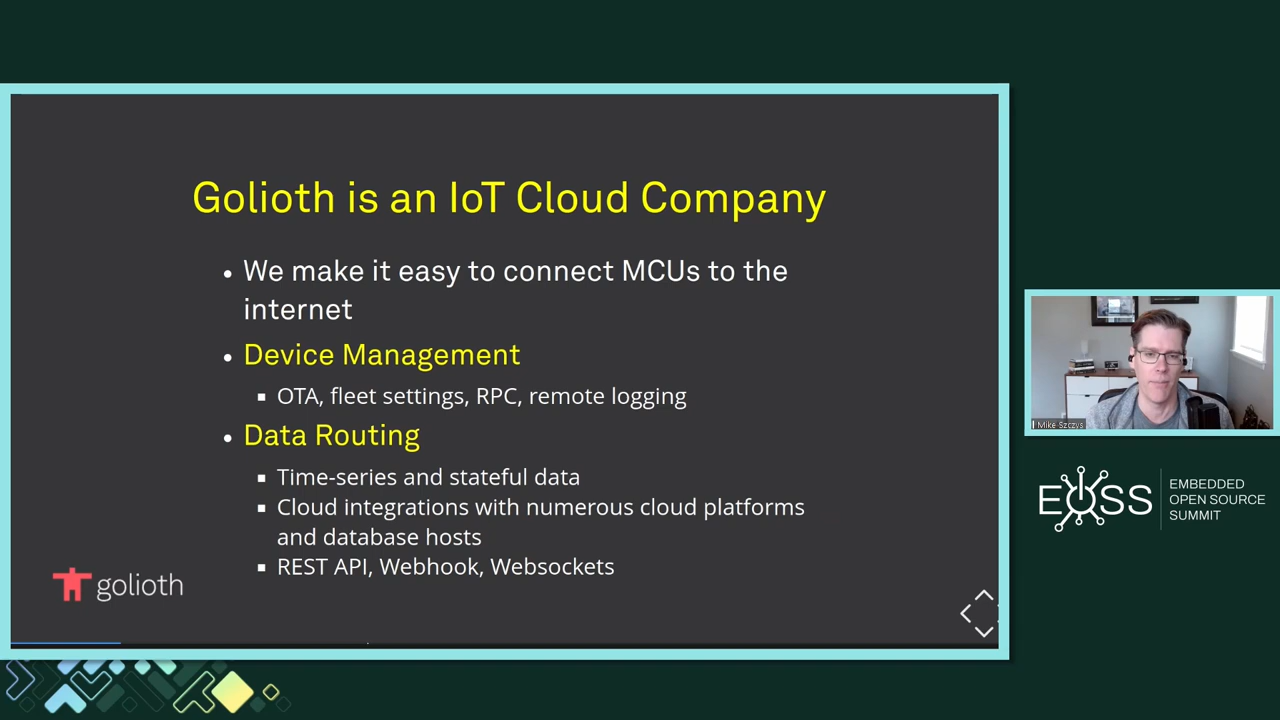 Golioth is an IoT Cloud Company
We make it easy to connect MCUs to the
internet
Device Management
OTA, fleet settings, RPC, remote logging
Data Routing
Time-series and stateful data
Cloud integrations with numerous cloud platforms
and database hosts
REST API, Webhook, Websockets
golioth
Mike Szczys
EOSS
EMBEDDED
OPEN SOURCE
SUMMIT